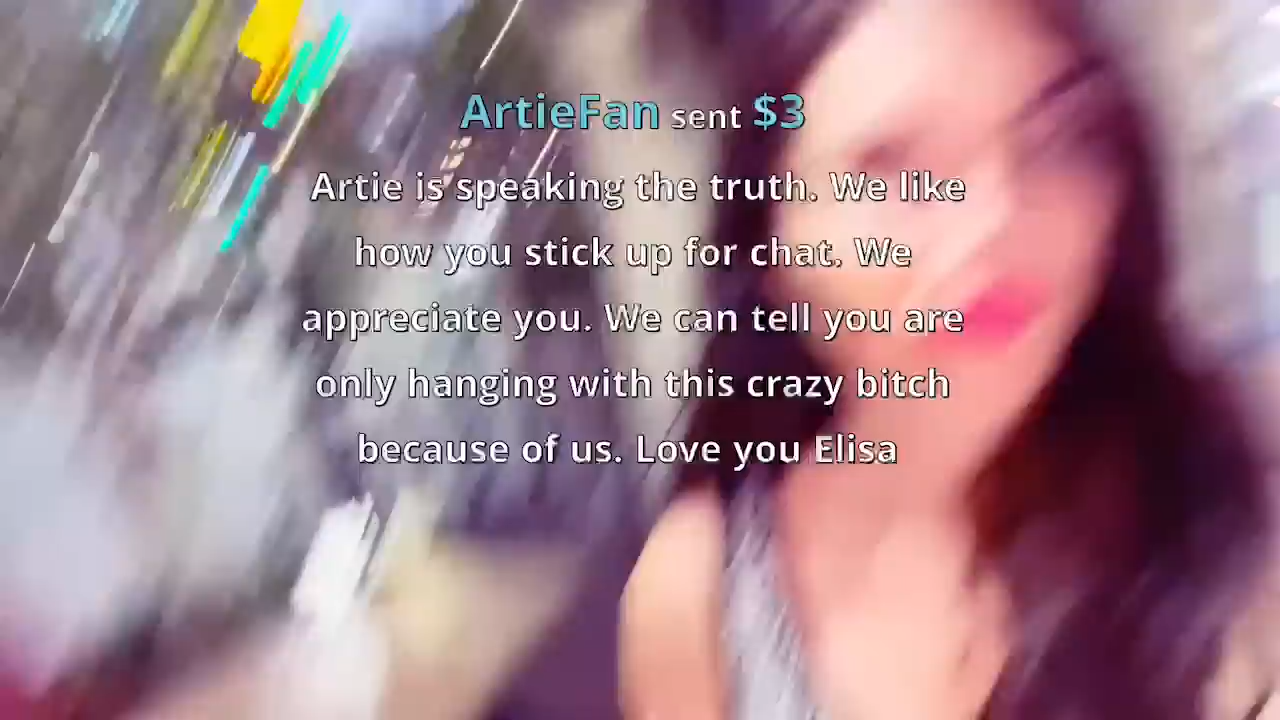 ArtieFan sent $3
Artie is speaking the truth. We like
how you stick up for chat. We
appreciate you. We can tell you are
only hanging with this crazy bitch
because of us. Love you Elisa